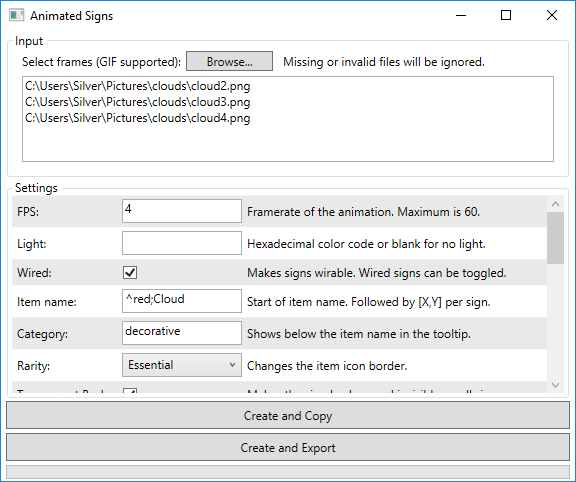 Animated Signs
Input
Select frames (GIF supported): Browse... Missing or invalid files will be ignored.
C:\Users\Silver\Pictures\clouds\cloud2.png
C:\Users\Silver\Pictures\clouds\cloud3.png
C:\Users\Silver\Pictures\clouds\cloud4.png
Settings
FPS: 4 Framerate of the animation. Maximum is 60.
Light: Hexadecimal color code or blank for no light.
Wired: Makes signs wirable. Wired signs can be toggled.
Item name: ^red;Cloud Start of item name. Followed by [X,Y] per sign.
Category: decorative Shows below the item name in the tooltip.
Rarity: Essential Changes the item icon border.
Create and Copy
Create and Export